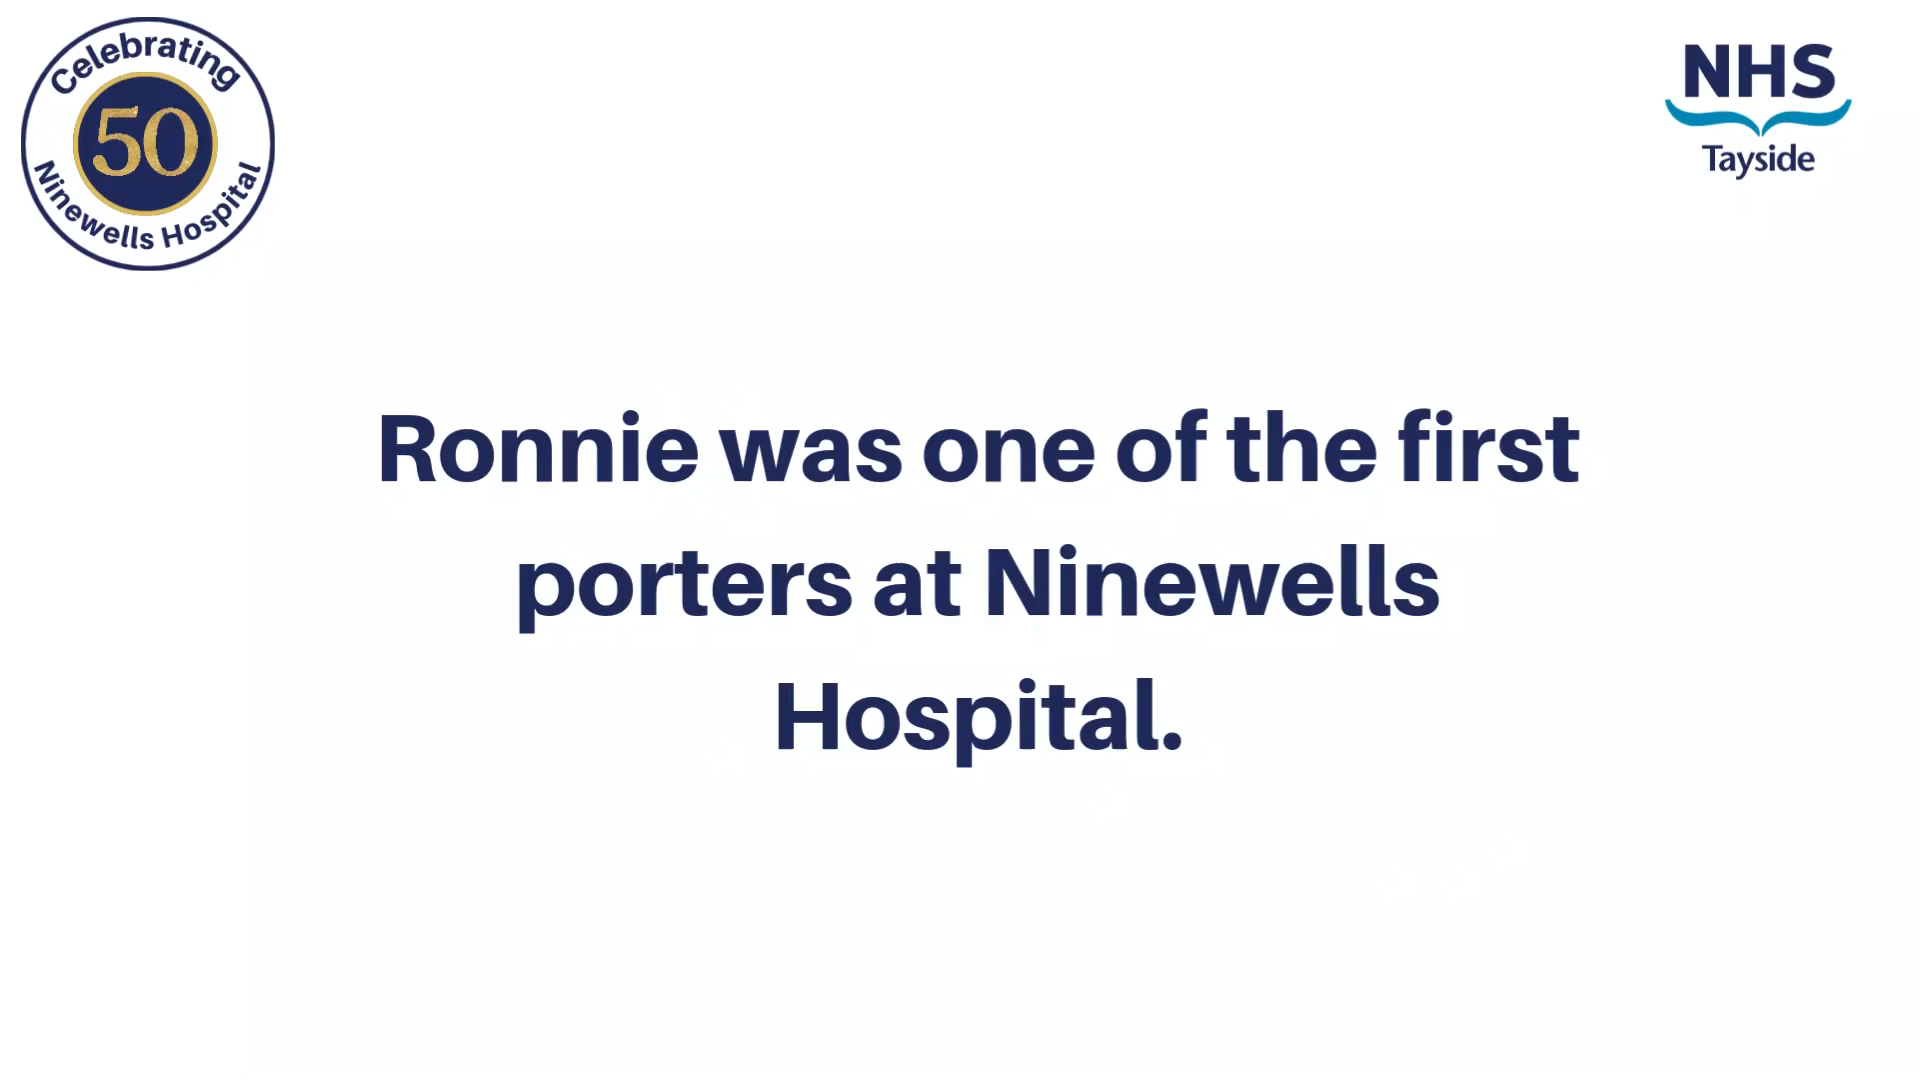 Celebrating
50
Ninewells Hospital
NHS
Tayside
Ronnie was one of the first
porters at Ninewells
Hospital.